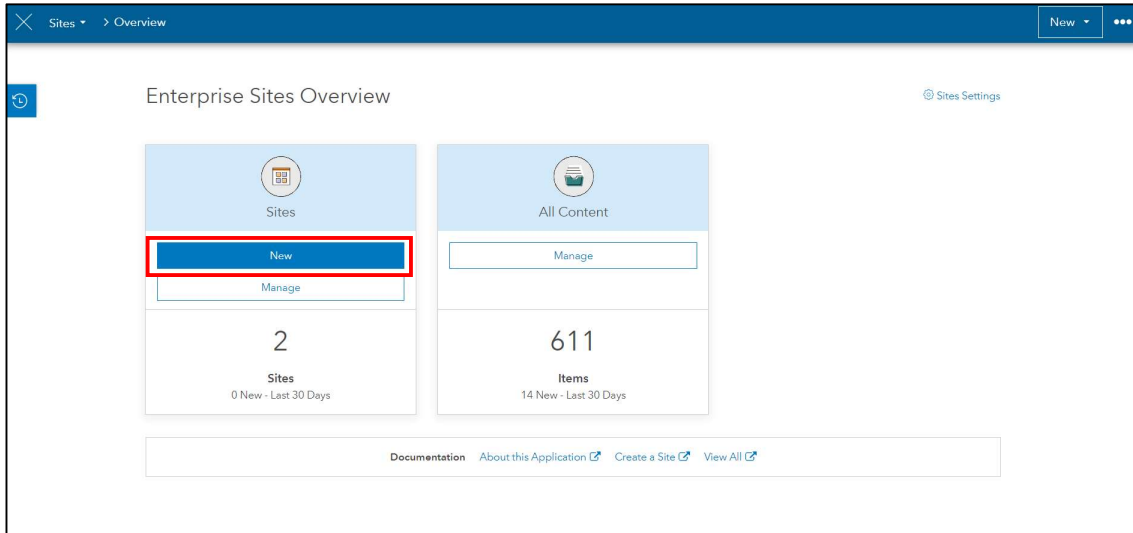 Sites > Overview New
Enterprise Sites Overview
Sites Settings
Sites
All Content
New
Manage
Manage
2
611
Sites
Items
0 New - Last 30 Days
14 New - Last 30 Days
Documentation About this Application Create a Site View All